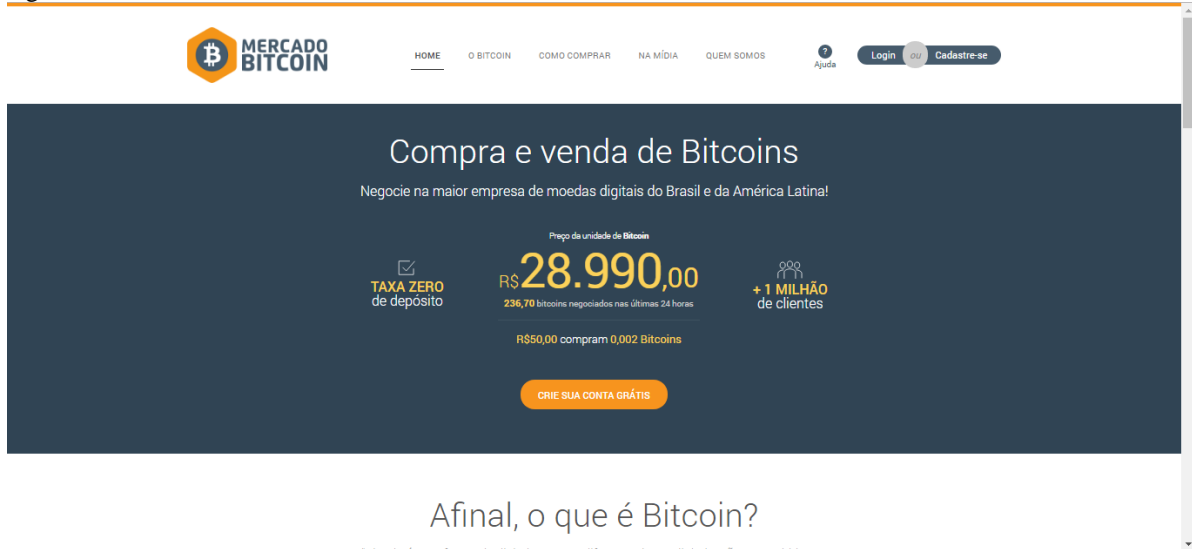 MERCADO
BITCOIN
HOME O BITCOIN COMO COMPRAR NA MÍDIA QUEM SOMOS ? Ajuda Login ou Cadastre-se
Compra e venda de Bitcoins
Negocie na maior empresa de moedas digitais do Brasil e da América Latina!
Preço da unidade de Bitcoin
R$28.990,00
236,70 bitcoins negociados nas últimas 24 horas
R$50,00 compram 0,002 Bitcoins
TAXA ZERO
de depósito
+ 1 MILHÃO
de clientes
CRIE SUA CONTA GRÁTIS
Afinal, o que é Bitcoin?